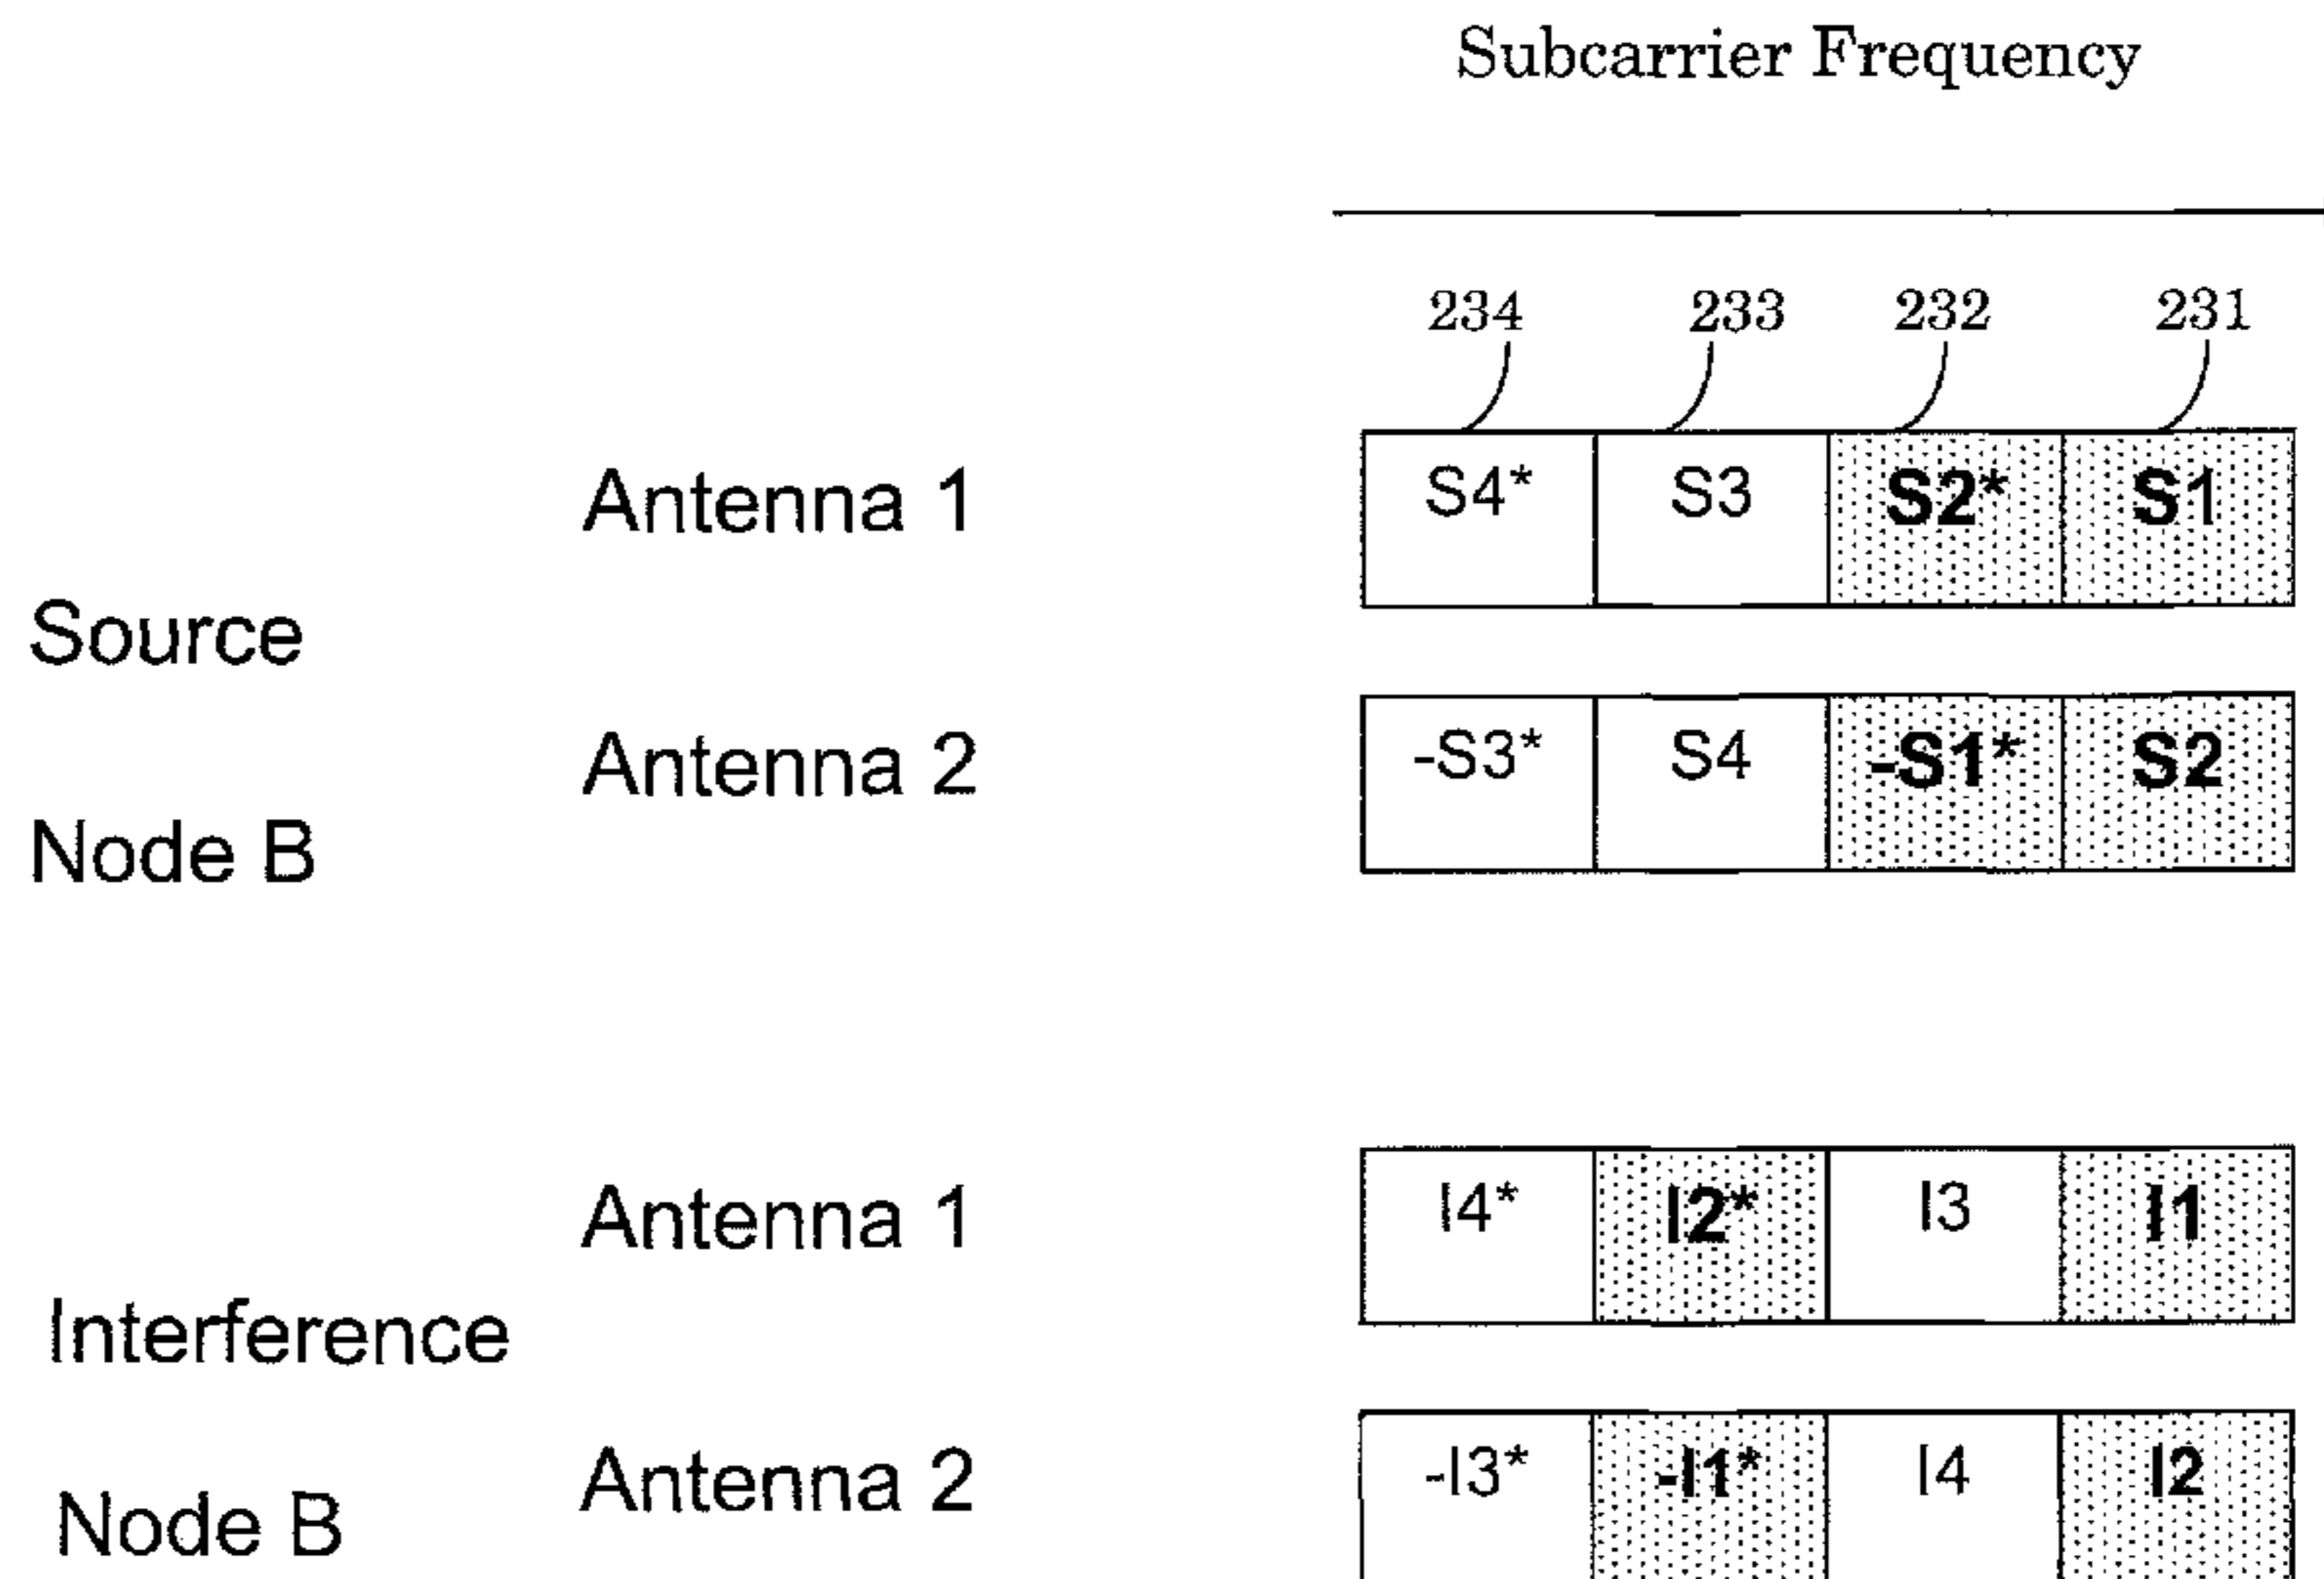 Subcarrier Frequency
234 233 232 231
Antenna 1 S4* S3 S2* S1
Source
Antenna 2 -S3* S4 -S1* S2
Node B
Antenna 1 I4* I2* I3 I1
Interference
Antenna 2 -I3* -I1* I4 I2
Node B